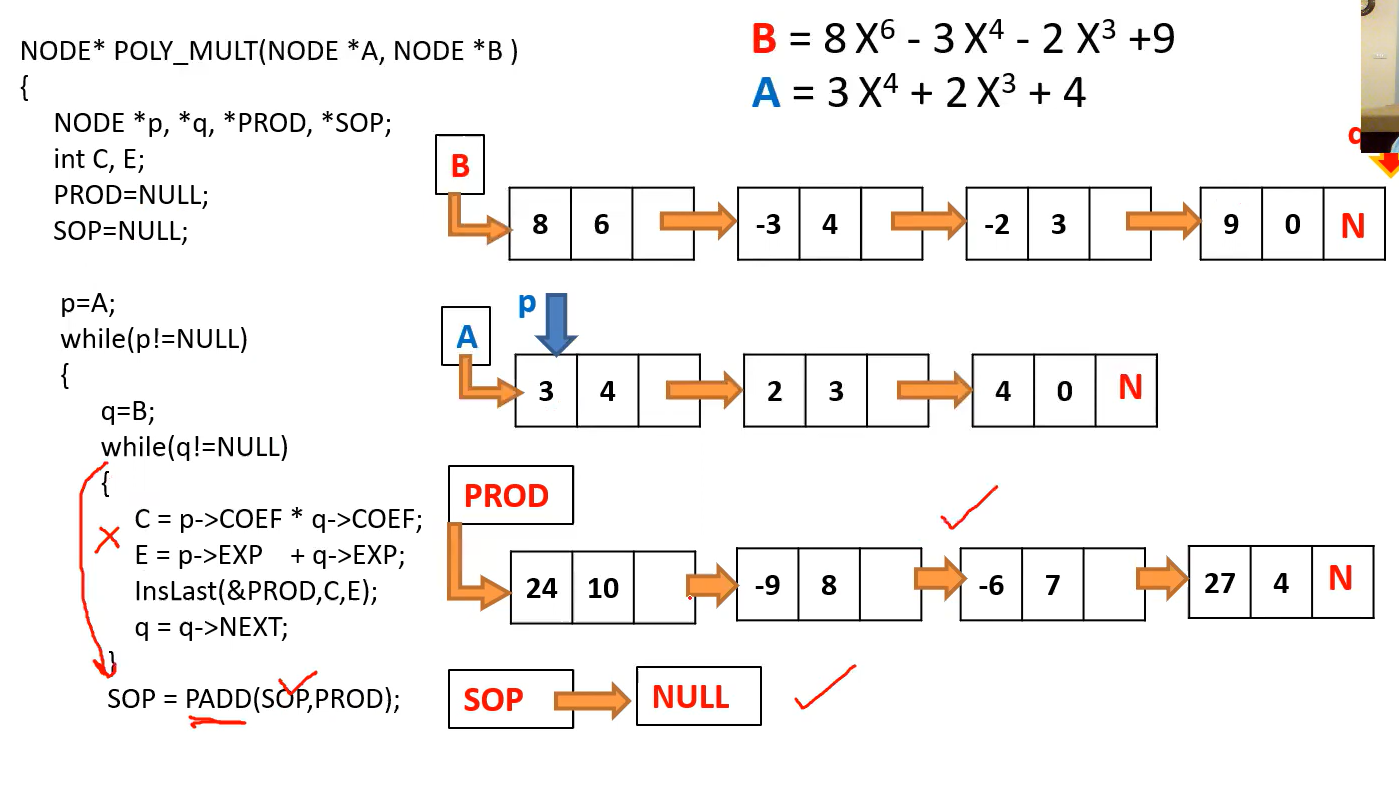 NODE* POLY_MULT(NODE *A, NODE *B )
{
NODE *p, *q, *PROD, *SOP;
int C, E;
PROD=NULL;
SOP=NULL;
p=A;
while(p!=NULL)
{
q=B;
while(q!=NULL)
{
C = p->COEF * q->COEF;
E = p->EXP + q->EXP;
InsLast(&PROD,C,E);
q = q->NEXT;
}
SOP = PADD(SOP,PROD);
B = 8 X⁶ - 3 X⁴ - 2 X³ +9
A = 3 X⁴ + 2 X³ + 4
B
8 6 -3 4 -2 3 9 0 N
p
A
3 4 2 3 4 0 N
PROD
24 10 -9 8 -6 7 27 4 N
SOP NULL